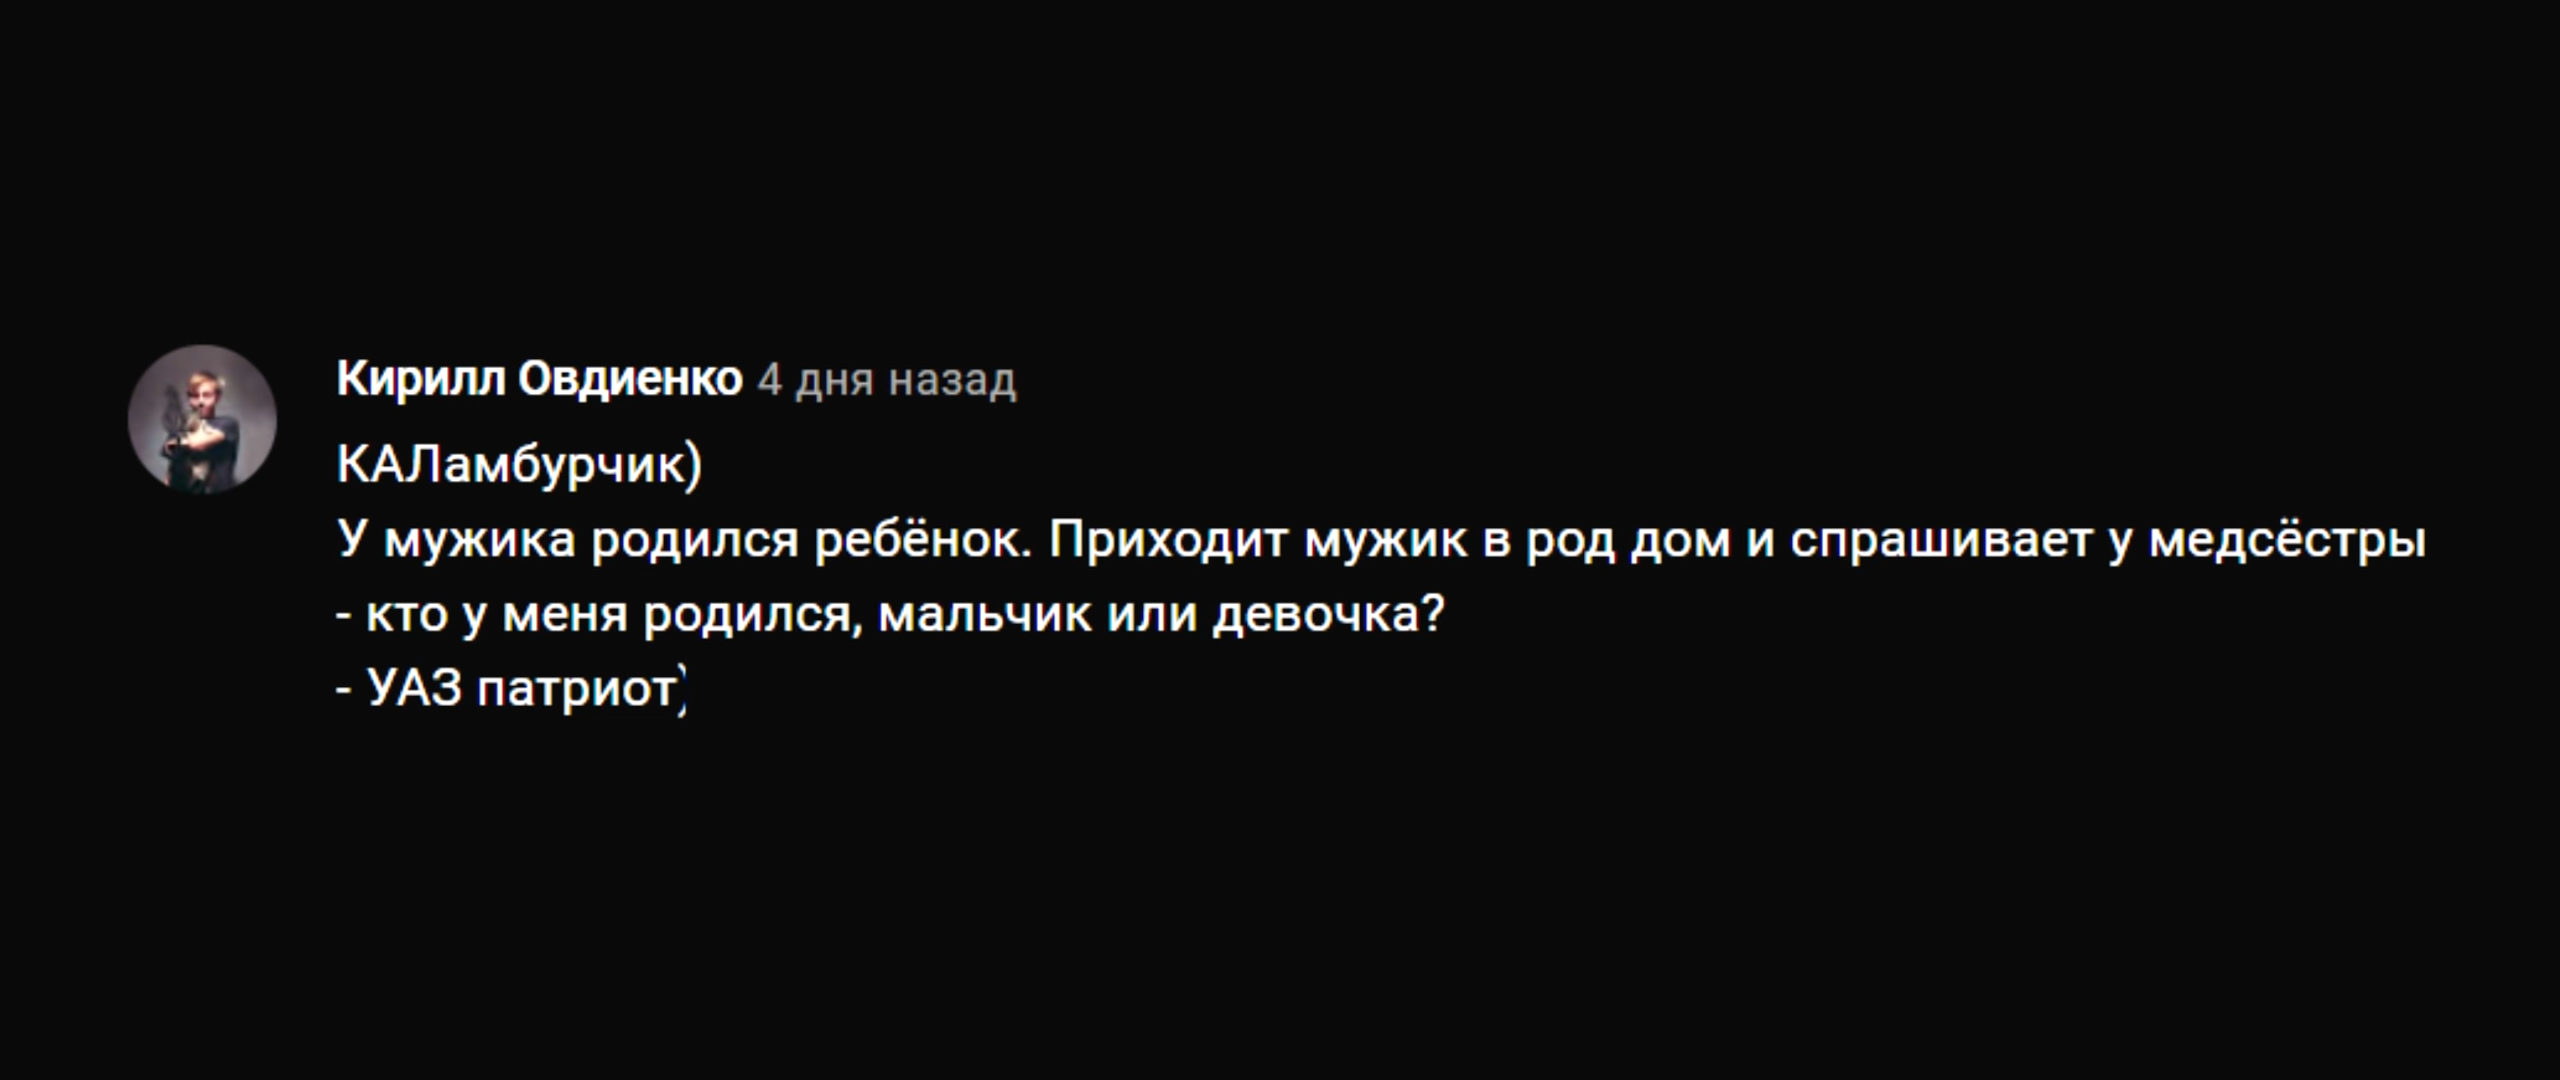 Кирилл Овдиенко 4 дня назад
КАЛамбурчик)
У мужика родился ребёнок. Приходит мужик в род дом и спрашивает у медсёстры
- кто у меня родился, мальчик или девочка?
- УАЗ патриот)